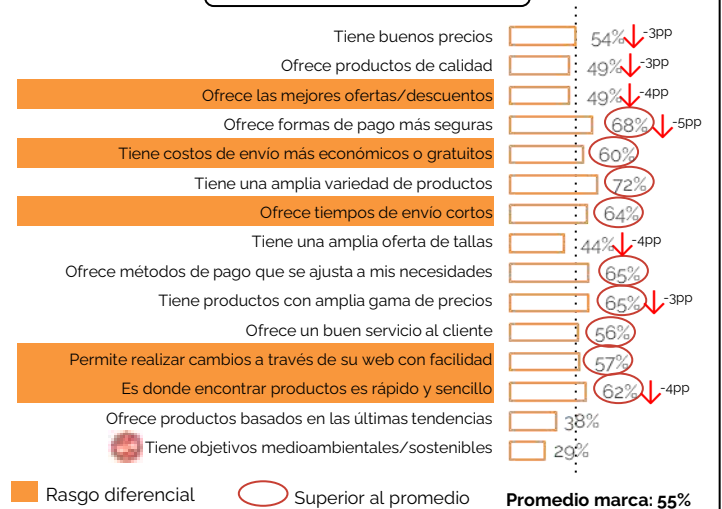 Tiene buenos precios 54% -3pp
Ofrece productos de calidad 49% -3pp
Ofrece las mejores ofertas/descuentos 49% -4pp
Ofrece formas de pago más seguras 68% -5pp
Tiene costos de envío más económicos o gratuitos 60%
Tiene una amplia variedad de productos 72%
Ofrece tiempos de envío cortos 64%
Tiene una amplia oferta de tallas 44% -4pp
Ofrece métodos de pago que se ajusta a mis necesidades 65%
Tiene productos con amplia gama de precios 65% -3pp
Ofrece un buen servicio al cliente 56%
Permite realizar cambios a través de su web con facilidad 57%
Es donde encontrar productos es rápido y sencillo 62% -4pp
Ofrece productos basados en las últimas tendencias 38%
Tiene objetivos medioambientales/sostenibles 29%
Rasgo diferencial Superior al promedio Promedio marca: 55%